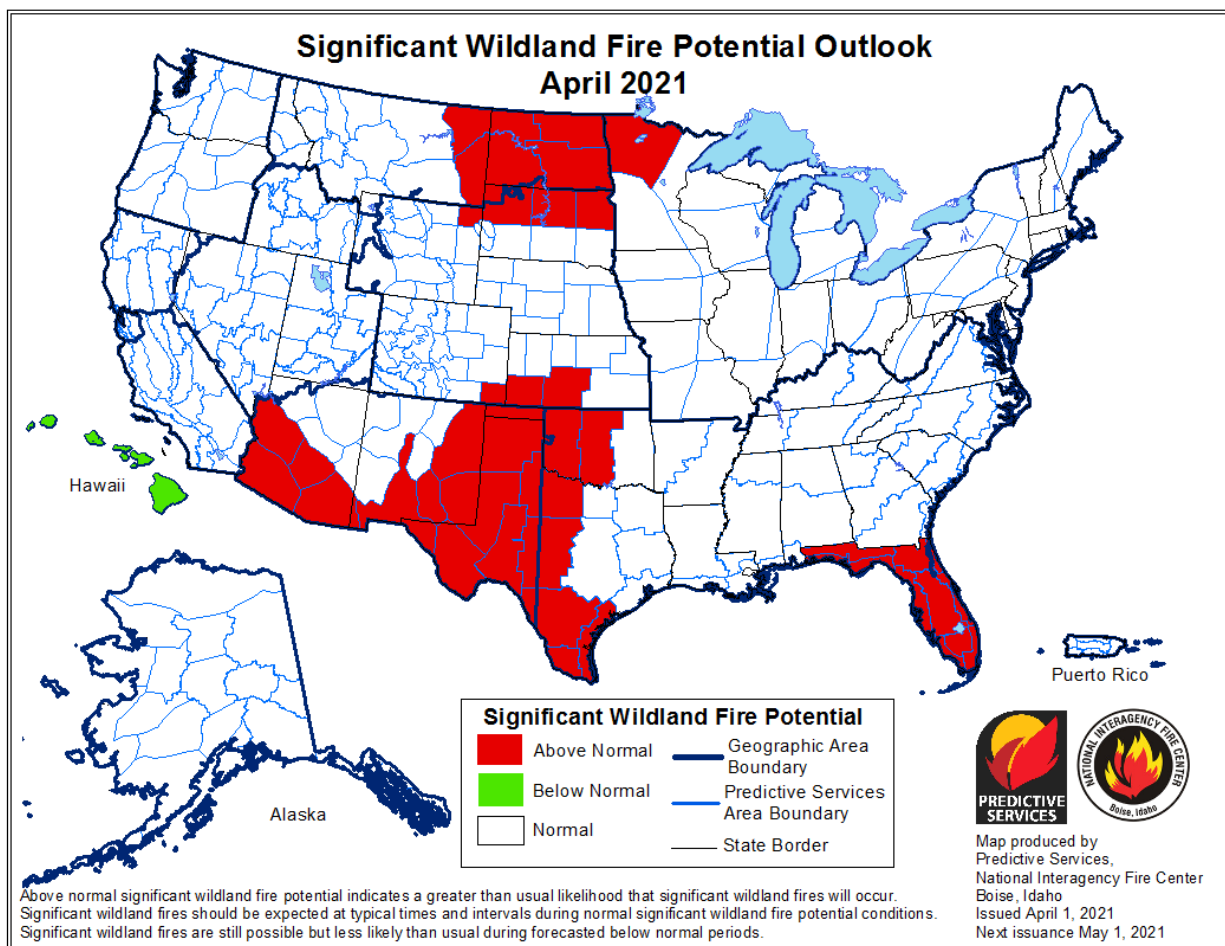 Significant Wildland Fire Potential Outlook
April 2021
Hawaii
Alaska
Puerto Rico
Significant Wildland Fire Potential
Above Normal
Below Normal
Normal
Geographic Area
Boundary
Predictive Services
Area Boundary
State Border
PREDICTIVE
SERVICES
NATIONAL INTERAGENCY FIRE CENTER
Boise, Idaho
Map produced by
Predictive Services,
National Interagency Fire Center
Boise, Idaho
Issued April 1, 2021
Next issuance May 1, 2021
Above normal significant wildland fire potential indicates a greater than usual likelihood that significant wildland fires will occur.
Significant wildland fires should be expected at typical times and intervals during normal significant wildland fire potential conditions.
Significant wildland fires are still possible but less likely than usual during forecasted below normal periods.